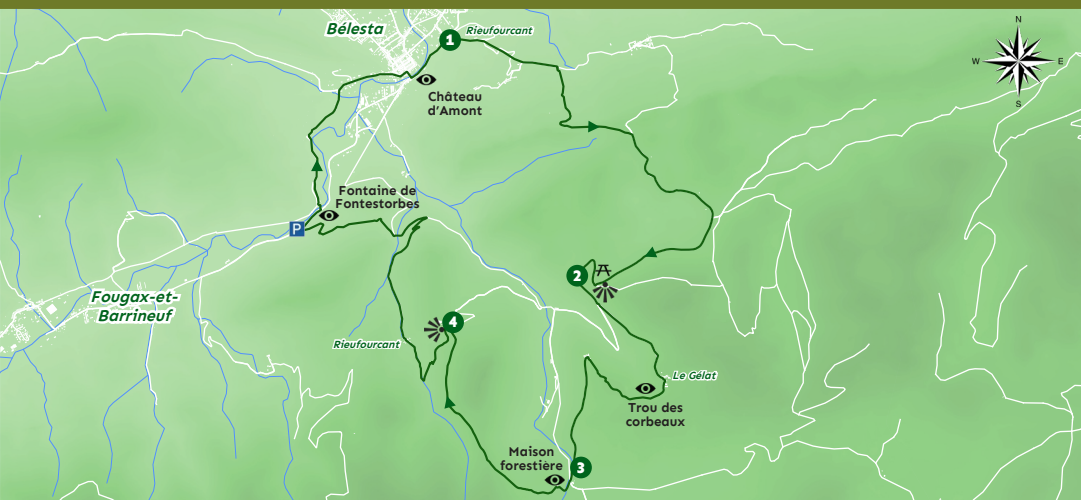 Bélesta
1
Rieufourcant
N
W
E
S
Château
d'Amont
Fontaine de
Fontestorbes
P
2
Fougax-et-
Barrineuf
4
Rieufourcant
Le Gélat
Trou des
corbeaux
Maison
forestière
3